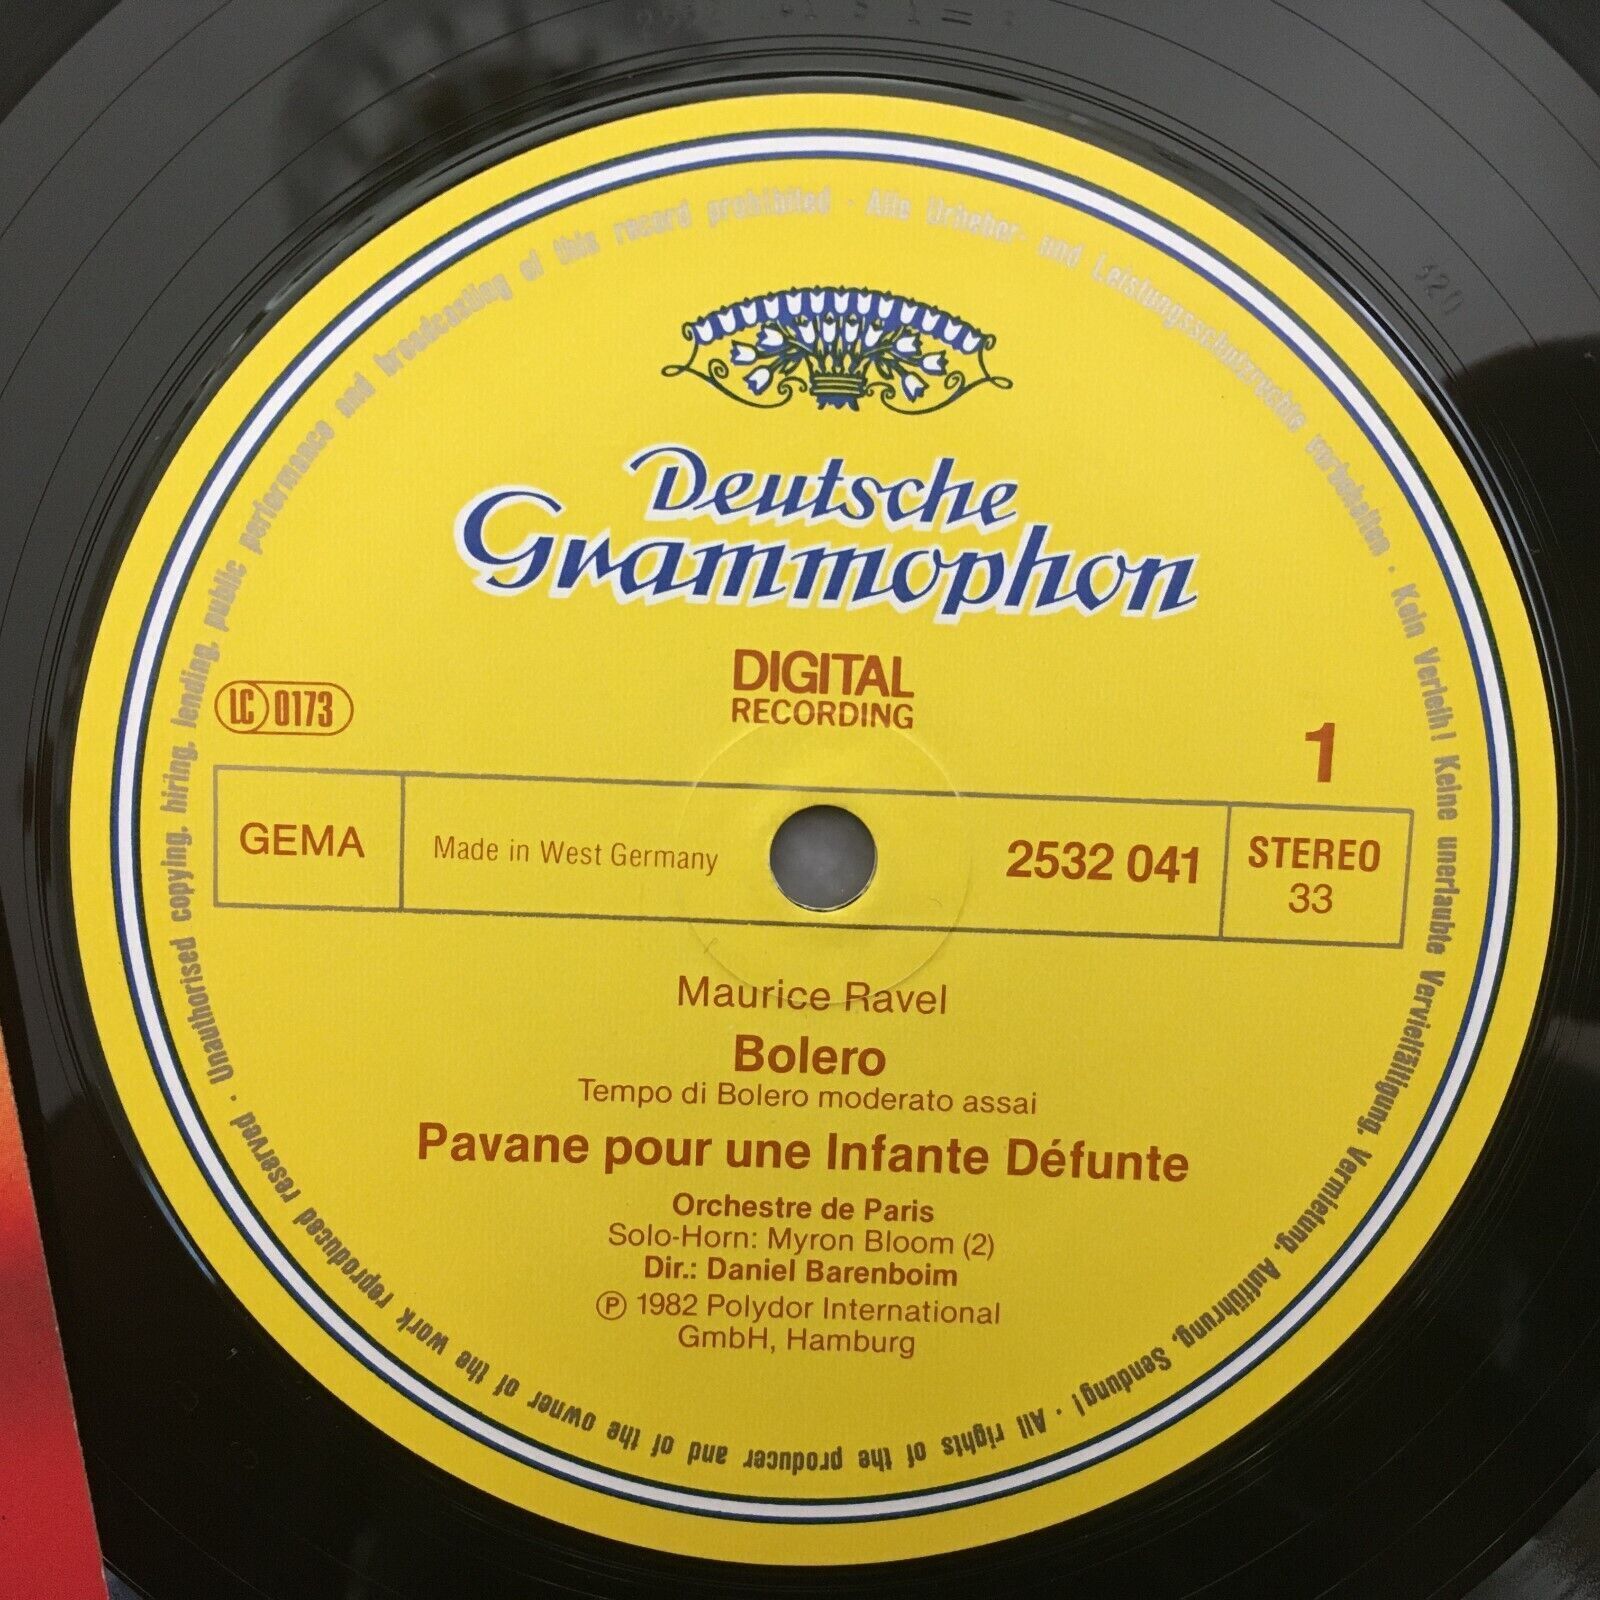 Unauthorised copying, hiring, lending, public performance and broadcasting of this record prohibited · Alle Urheber- und Leistungsschutzrechte vorbehalten · Kein Verleih! Keine unerlaubte Vervielfältigung, Vermietung, Aufführung, Sendung! · All rights of the producer and of the owner of the work reproduced reserved ·
Deutsche
Grammophon
DIGITAL
RECORDING
LC 0173
1
GEMA
Made in West Germany
2532 041
STEREO
33
Maurice Ravel
Bolero
Tempo di Bolero moderato assai
Pavane pour une Infante Défunte
Orchestre de Paris
Solo-Horn: Myron Bloom (2)
Dir.: Daniel Barenboim
℗ 1982 Polydor International
GmbH, Hamburg